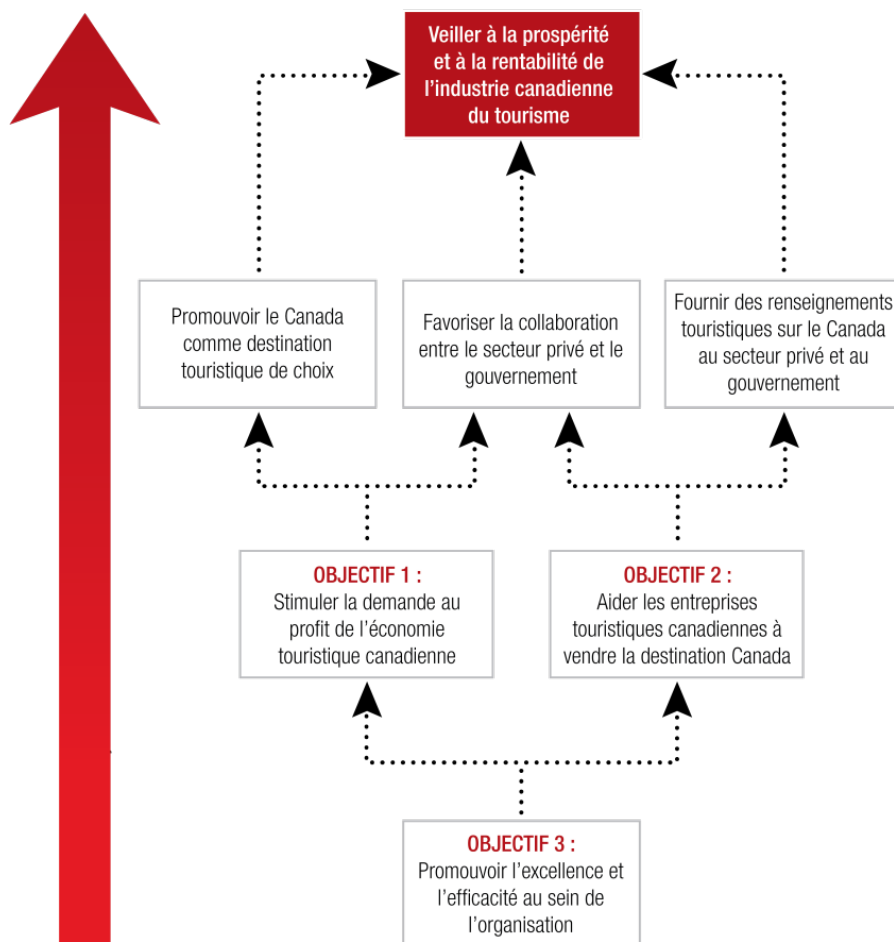 Veiller à la prospérité
et à la rentabilité de
l’industrie canadienne
du tourisme
Promouvoir le Canada
comme destination
touristique de choix
Favoriser la collaboration
entre le secteur privé et le
gouvernement
Fournir des renseignements
touristiques sur le Canada
au secteur privé et au
gouvernement
OBJECTIF 1 :
Stimuler la demande au
profit de l’économie
touristique canadienne
OBJECTIF 2 :
Aider les entreprises
touristiques canadiennes à
vendre la destination Canada
OBJECTIF 3 :
Promouvoir l’excellence et
l’efficacité au sein de
l’organisation